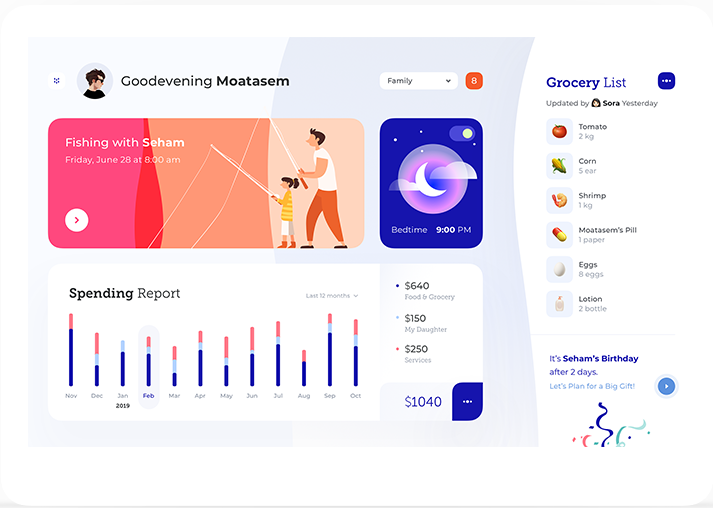 Goodevening Moatasem
Family
8
Fishing with Seham
Friday, June 28 at 8:00 am
Bedtime 9:00 PM
Spending Report
Last 12 months
Nov Dec Jan Feb Mar Apr May Jun Jul Aug Sep Oct
2019
$640
Food & Grocery
$150
My Daughter
$250
Services
$1040
Grocery List
Updated by Sora Yesterday
Tomato
2 kg
Corn
5 ear
Shrimp
1 kg
Moatasem's Pill
1 paper
Eggs
8 eggs
Lotion
2 bottle
It's Seham's Birthday
after 2 days.
Let's Plan for a Big Gift!